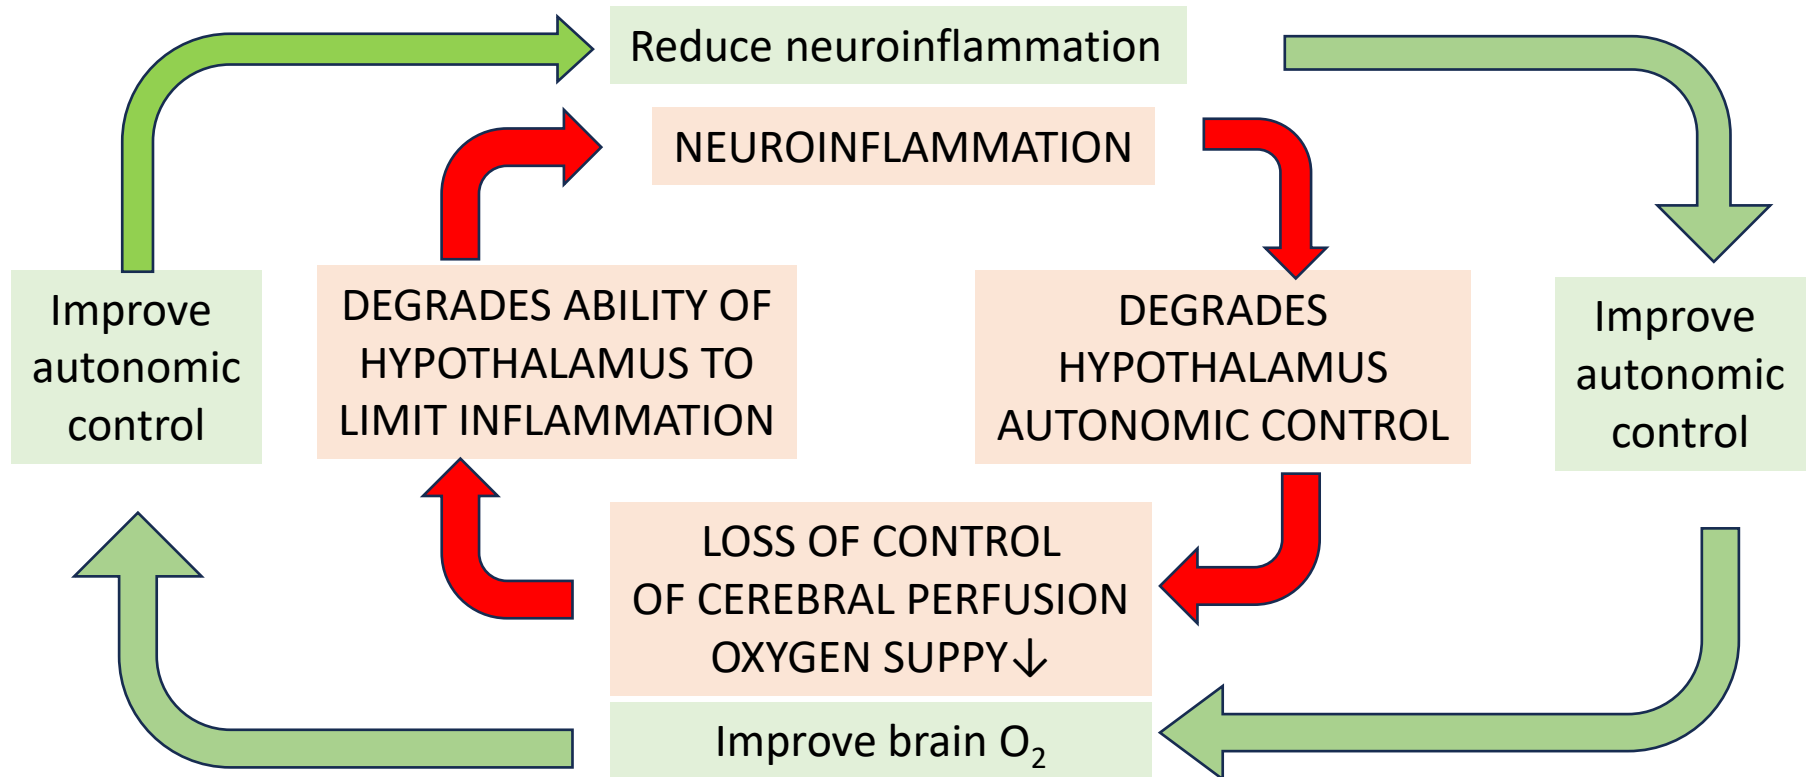 Reduce neuroinflammation
NEUROINFLAMMATION
Improve
autonomic
control
DEGRADES ABILITY OF
HYPOTHALAMUS TO
LIMIT INFLAMMATION
DEGRADES
HYPOTHALAMUS
AUTONOMIC CONTROL
Improve
autonomic
control
LOSS OF CONTROL
OF CEREBRAL PERFUSION
OXYGEN SUPPY↓
Improve brain O₂